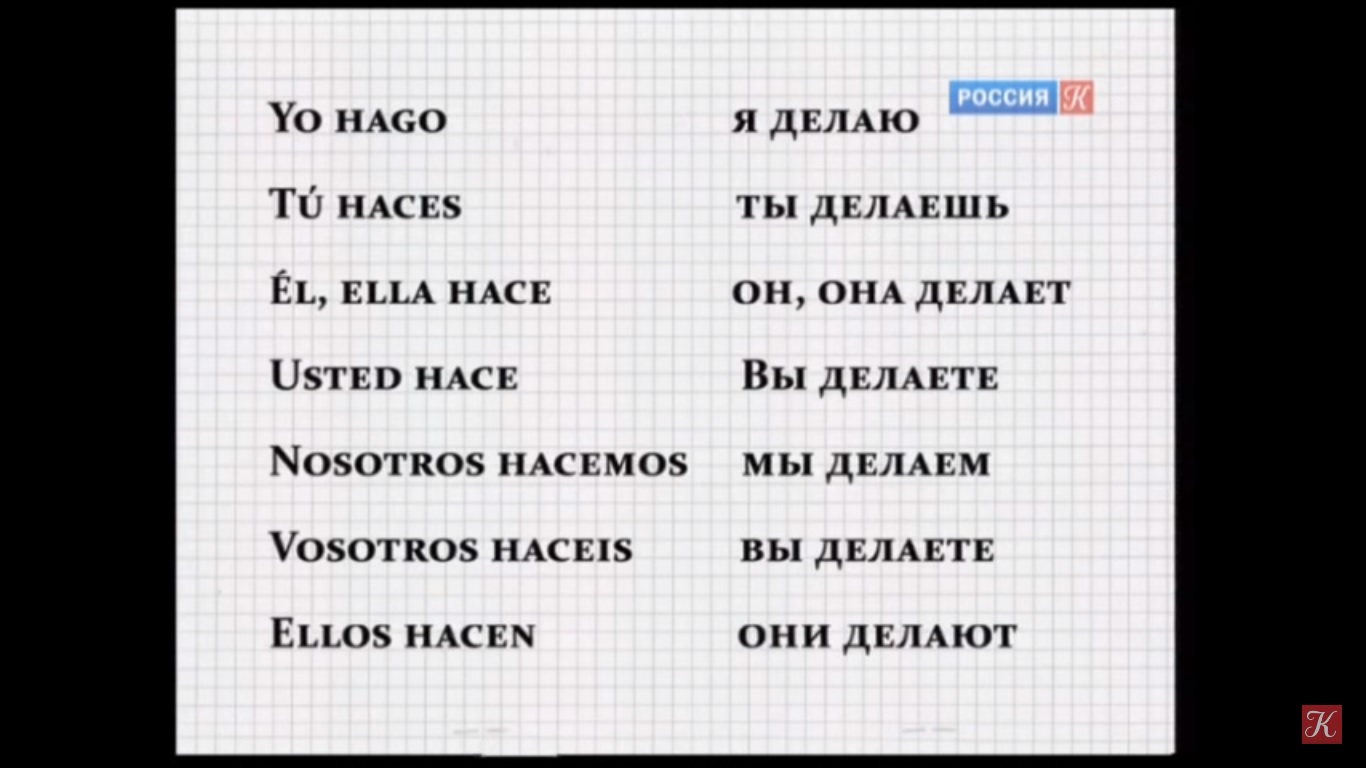 Yo hago я делаю
РОССИЯ К
Tú haces ты делаешь
Él, ella hace он, она делает
Usted hace Вы делаете
Nosotros hacemos мы делаем
Vosotros haceis вы делаете
Ellos hacen они делают
К